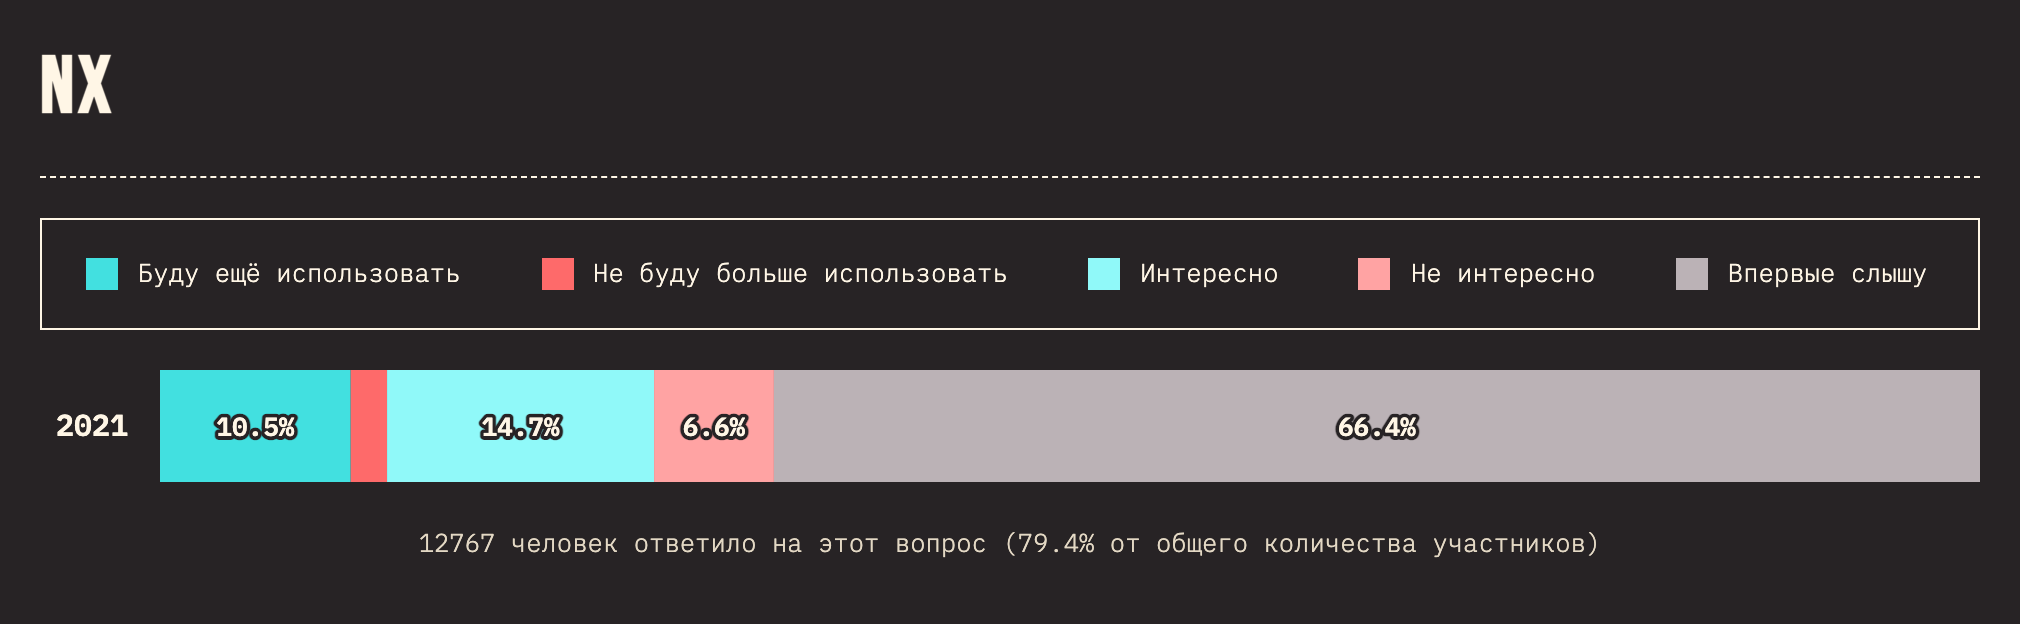 NX
Буду ещё использовать Не буду больше использовать Интересно Не интересно Впервые слышу
2021 10.5% 14.7% 6.6% 66.4%
12767 человек ответило на этот вопрос (79.4% от общего количества участников)